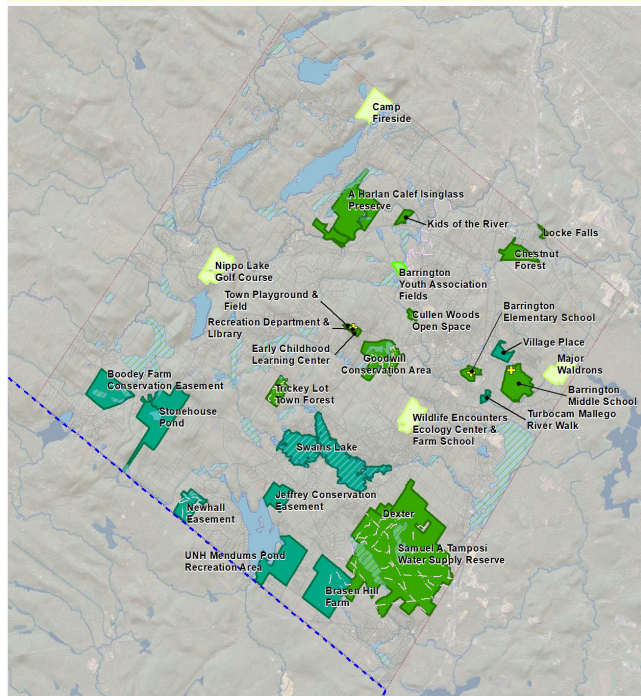 Camp
Fireside
A Harlan Calef Isinglass
Preserve
Kids of the River
Locke Falls
Chestnut
Forest
Nippo Lake
Golf Course
Barrington
Youth Association
Fields
Town Playground &
Field
Barrington
Elementary School
Cullen Woods
Open Space
Recreation Department &
Library
Village Place
Early Childhood
Learning Center
Goodwill
Conservation Area
Major
Waldrons
Boodey Farm
Conservation Easement
Trickey Lot
Town Forest
Barrington
Middle School
Stonehouse
Pond
Wildlife Encounters
Ecology Center &
Farm School
Turbocam Mallego
River Walk
Swains Lake
Jeffrey Conservation
Easement
Newhall
Easement
Dexter
UNH Mendums Pond
Recreation Area
Samuel A. Tamposi
Water Supply Reserve
Brasen Hill
Farm